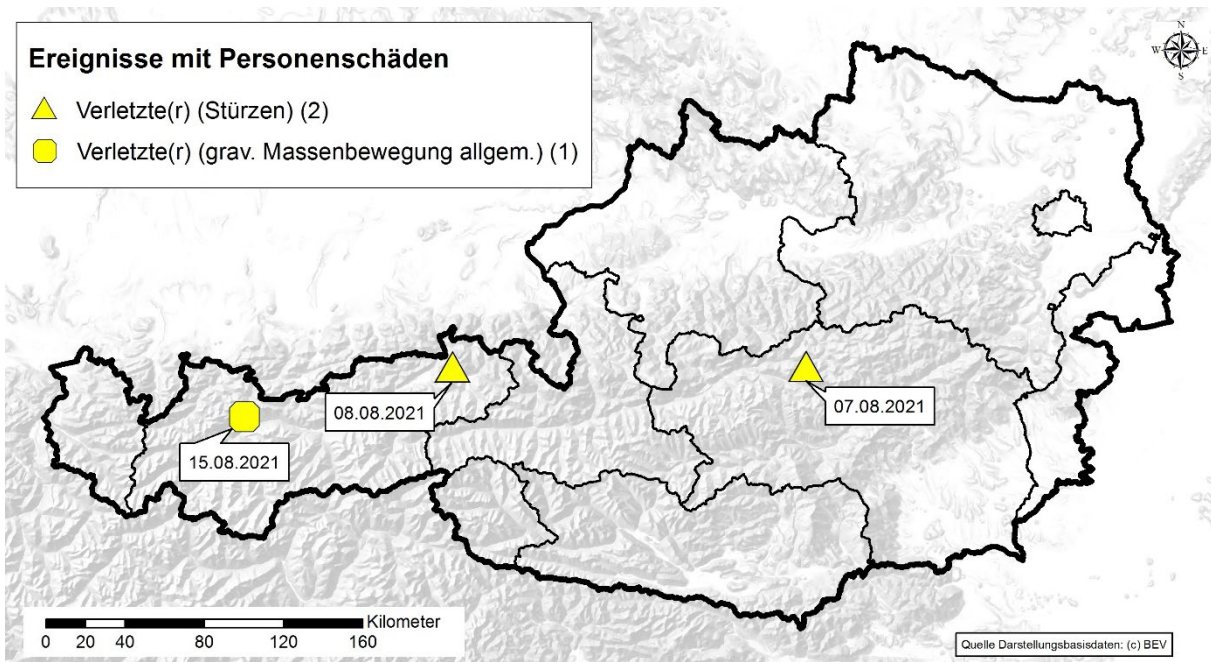 Ereignisse mit Personenschäden
Verletzte(r) (Stürzen) (2)
Verletzte(r) (grav. Massenbewegung allgem.) (1)
N
W E
S
08.08.2021
07.08.2021
15.08.2021
Kilometer
0 20 40 80 120 160
Quelle Darstellungsbasisdaten: (c) BEV